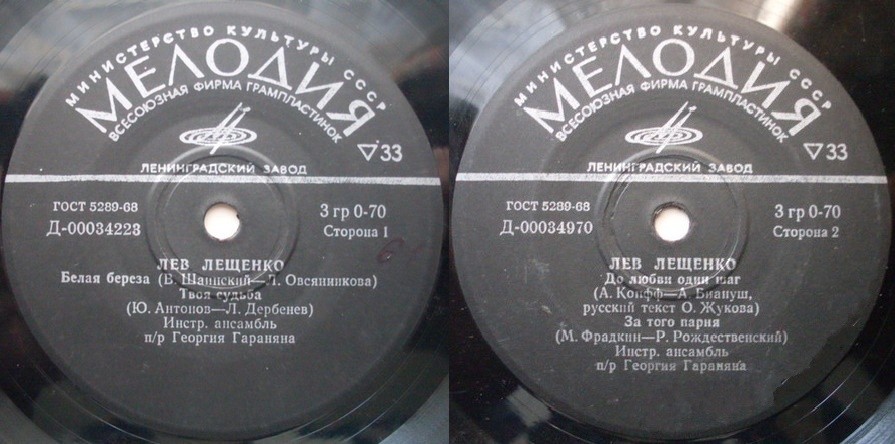 МИНИСТЕРСТВО КУЛЬТУРЫ СССР
МЕЛОДИЯ
ВСЕСОЮЗНАЯ ФИРМА ГРАМПЛАСТИНОК
33
ЛЕНИНГРАДСКИЙ ЗАВОД
ГОСТ 5289-68
Д-00034223
3 гр 0-70
Сторона 1
ЛЕВ ЛЕЩЕНКО
Белая береза (В. Шаинский—Л. Овсянникова)
Твоя судьба
(Ю. Антонов—Л. Дербенев)
Инстр. ансамбль
п/р Георгия Гараняна
МИНИСТЕРСТВО КУЛЬТУРЫ СССР
МЕЛОДИЯ
ВСЕСОЮЗНАЯ ФИРМА ГРАМПЛАСТИНОК
33
ЛЕНИНГРАДСКИЙ ЗАВОД
ГОСТ 5289-68
Д-00034970
3 гр 0-70
Сторона 2
ЛЕВ ЛЕЩЕНКО
До любви один шаг
(А. Копфф—А. Биануш,
русский текст О. Жукова)
За того парня
(М. Фрадкин—Р. Рождественский)
Инстр. ансамбль
п/р Георгия Гараняна